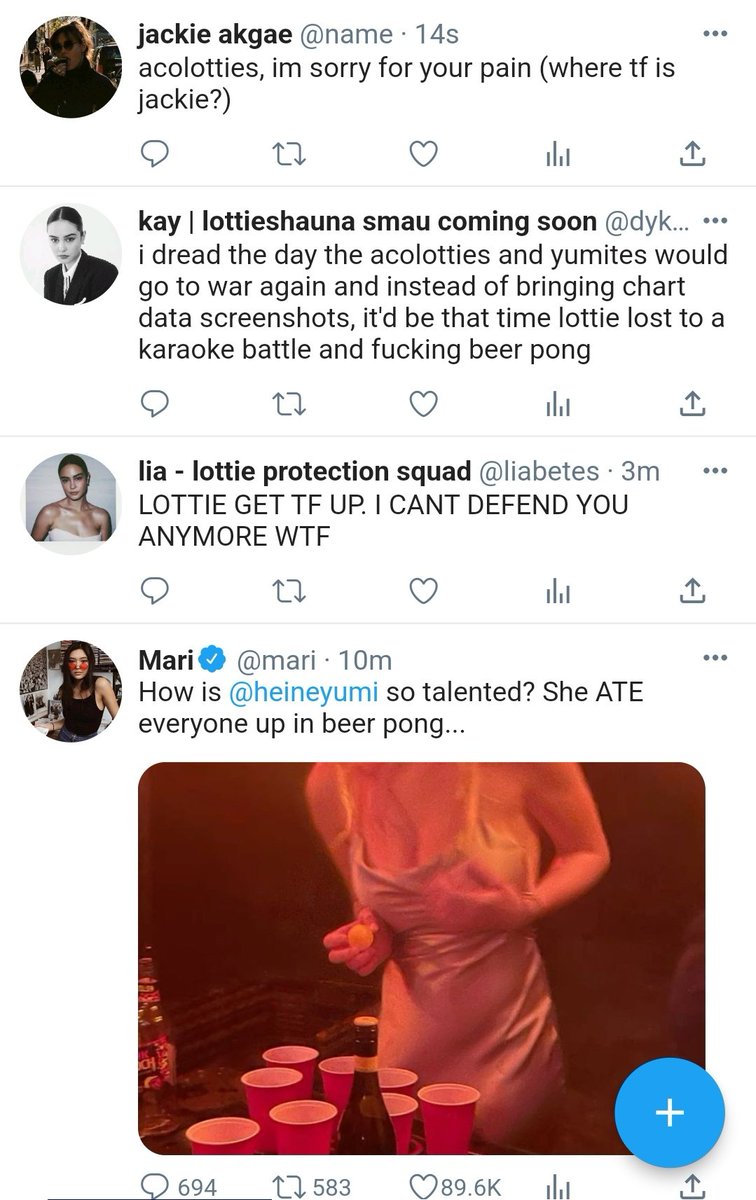 jackie akgae @name · 14s
acolotties, im sorry for your pain (where tf is
jackie?)
kay | lottieshauna smau coming soon @dyk...
i dread the day the acolotties and yumites would
go to war again and instead of bringing chart
data screenshots, it'd be that time lottie lost to a
karaoke battle and fucking beer pong
lia - lottie protection squad @liabetes · 3m
LOTTIE GET TF UP. I CANT DEFEND YOU
ANYMORE WTF
Mari @mari · 10m
How is @heineyumi so talented? She ATE
everyone up in beer pong...
694 583 89.6K